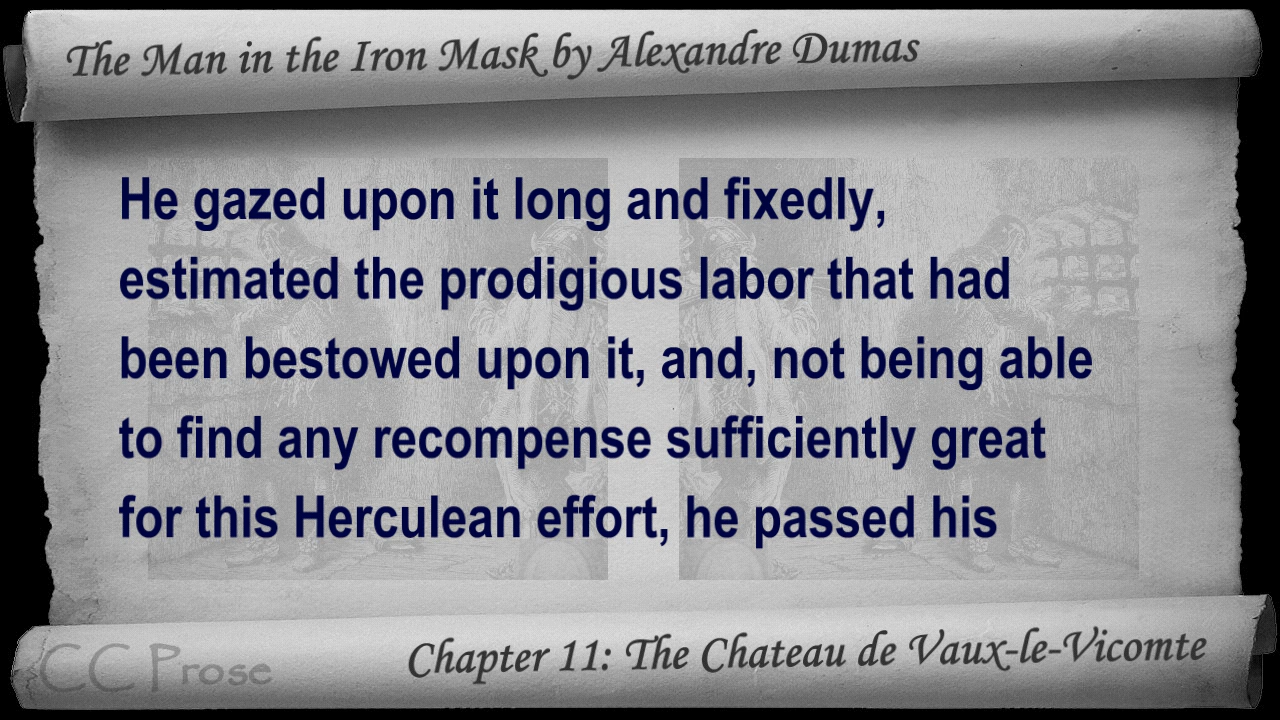 The Man in the Iron Mask by Alexandre Dumas
He gazed upon it long and fixedly,
estimated the prodigious labor that had
been bestowed upon it, and, not being able
to find any recompense sufficiently great
for this Herculean effort, he passed his
CC Prose
Chapter 11: The Chateau de Vaux-le-Vicomte